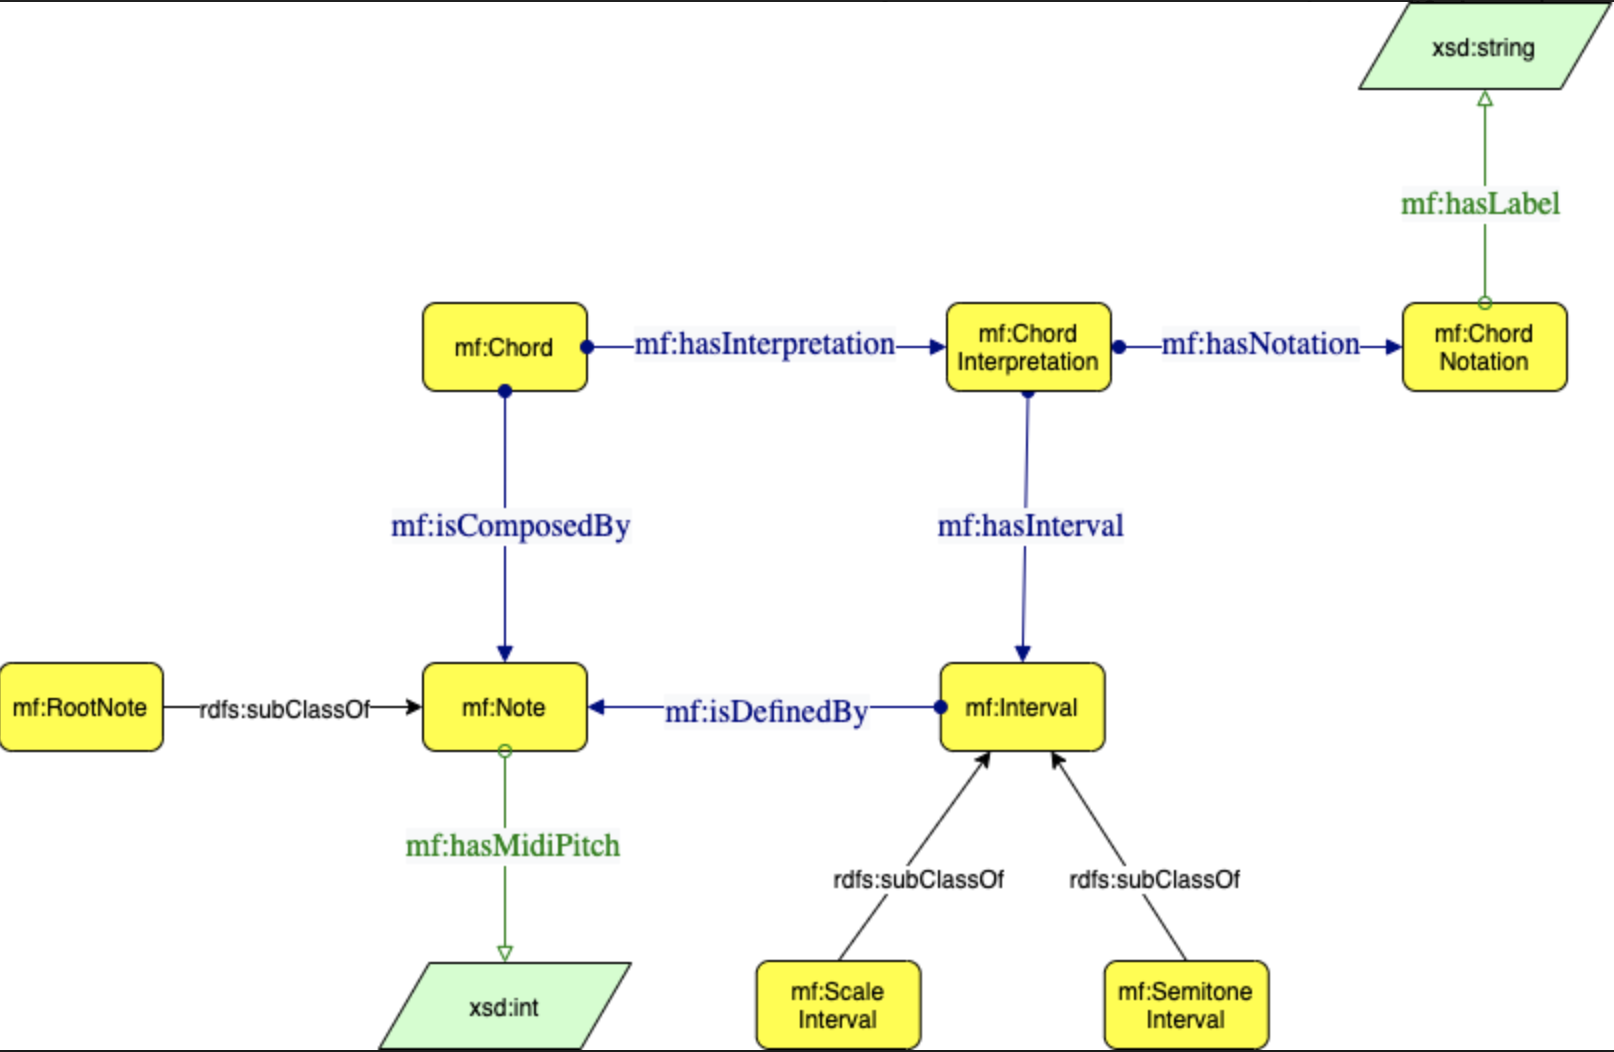 xsd:string
mf:hasLabel
mf:Chord
mf:hasInterpretation
mf:Chord
Interpretation
mf:hasNotation
mf:Chord
Notation
mf:isComposedBy
mf:hasInterval
mf:RootNote
rdfs:subClassOf
mf:Note
mf:isDefinedBy
mf:Interval
mf:hasMidiPitch
rdfs:subClassOf
rdfs:subClassOf
xsd:int
mf:Scale
Interval
mf:Semitone
Interval